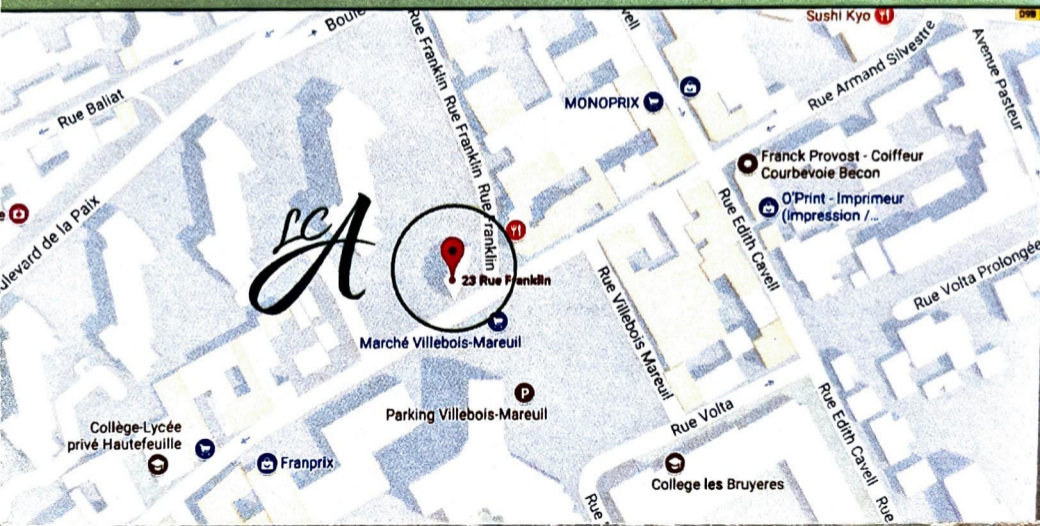 Sushi Kyo
Boule
Rue Franklin Rue Franklin Rue Franklin
MONOPRIX
Rue Armand Silvestre
Avenue Pasteur
Rue Baliat
Franck Provost - Coiffeur
Courbevoie Becon
O'Print - Imprimeur
(Impression /...
ulevard de la Paix
LCA
Rue Edith Cavell
23 Rue Franklin
Rue Volta Prolongée
Rue Villebois Mareuil
Marché Villebois-Mareuil
P
Parking Villebois-Mareuil
Rue Volta
Rue Edith Cavell
Collège-Lycée
privé Hautefeuille
Franprix
College les Bruyeres
Rue
Rue